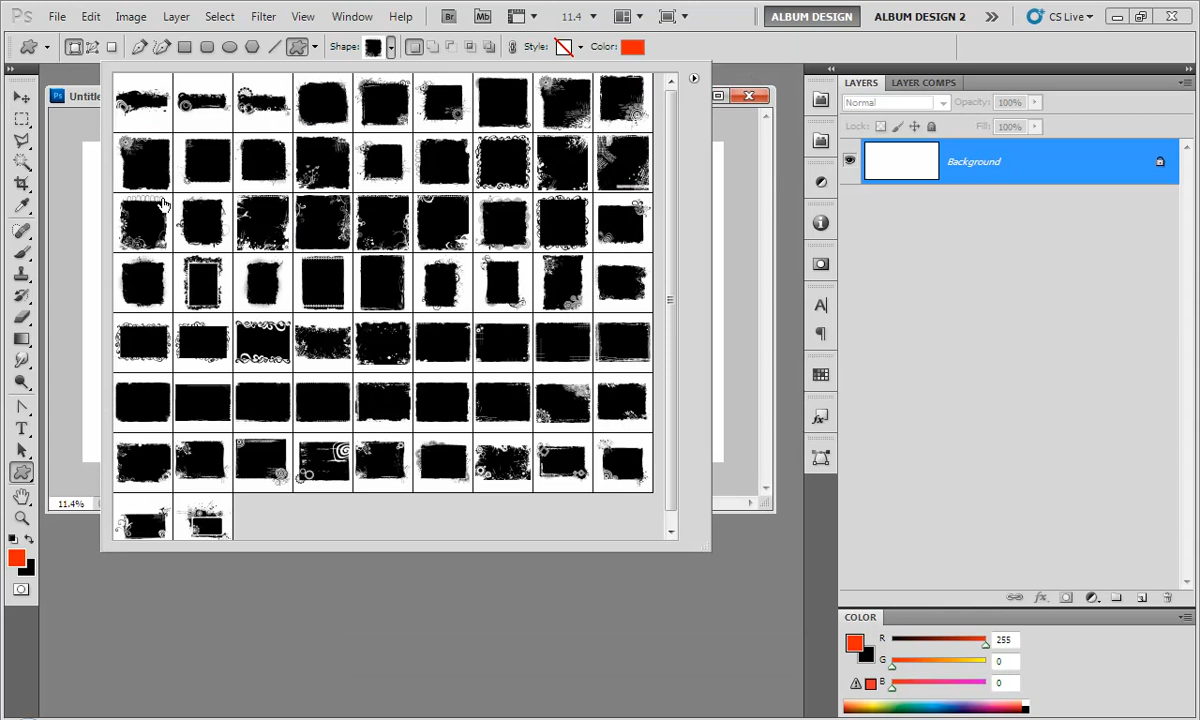 Ps File Edit Image Layer Select Filter View Window Help Br Mb 11.4 ALBUM DESIGN ALBUM DESIGN 2 CS Live
Shape: Style: Color:
LAYERS LAYER COMPS
Ps Untitle
Normal Opacity: 100%
Lock: Fill: 100%
Background
11.4%
COLOR
R 255
G 0
B 0